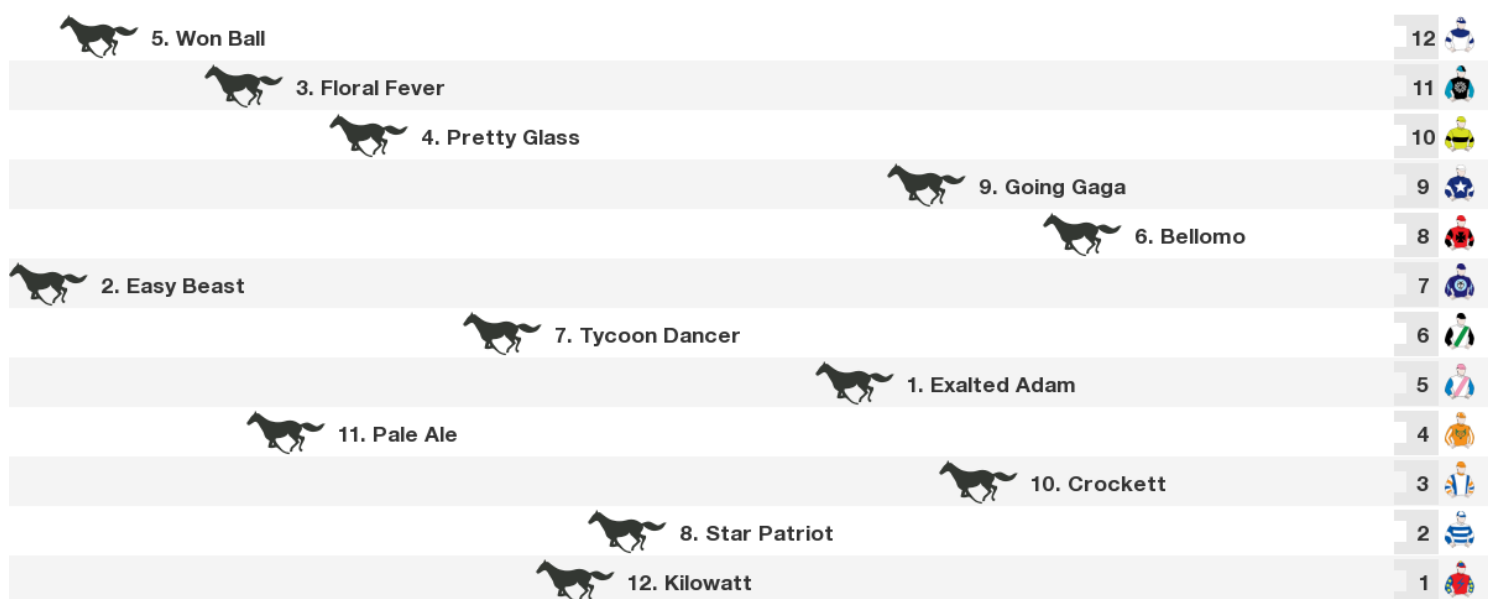 5. Won Ball 12
3. Floral Fever 11
4. Pretty Glass 10
9. Going Gaga 9
6. Bellomo 8
2. Easy Beast 7
7. Tycoon Dancer 6
1. Exalted Adam 5
11. Pale Ale 4
10. Crockett 3
8. Star Patriot 2
12. Kilowatt 1